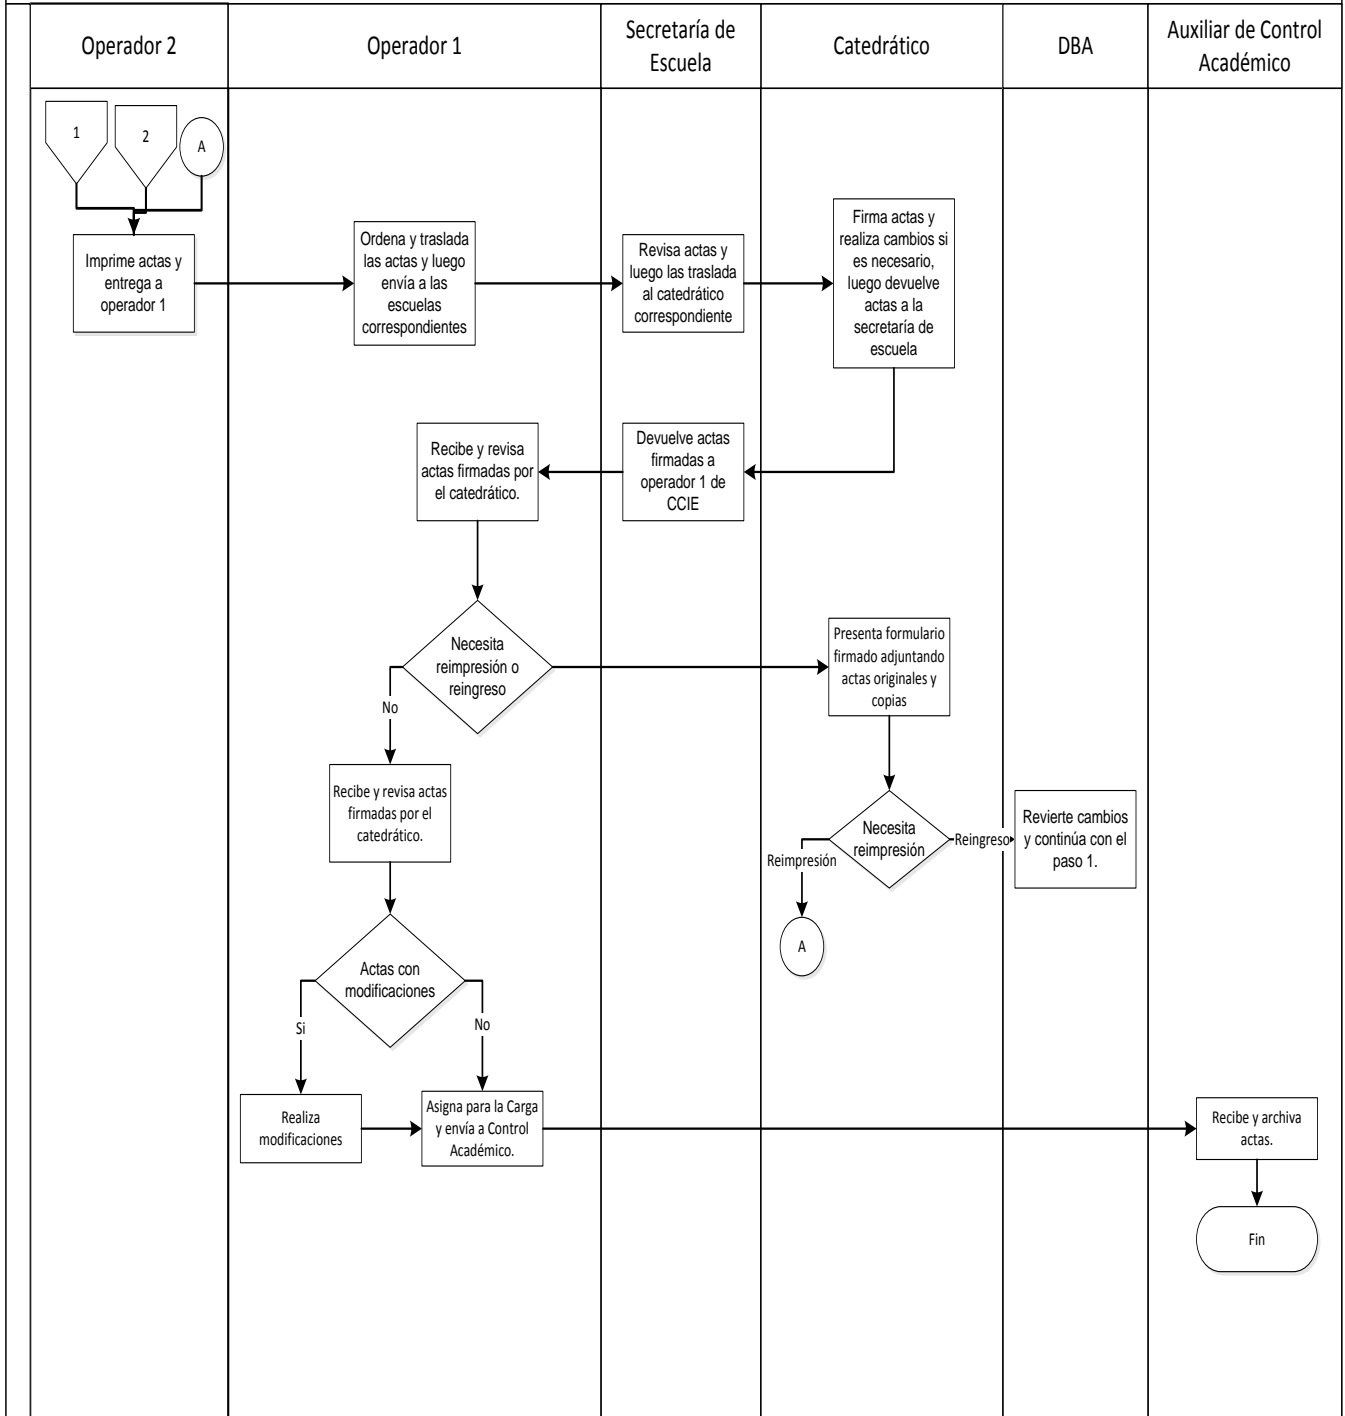 Operador 2
Operador 1
Secretaría de
Escuela
Catedrático
DBA
Auxiliar de Control
Académico
1
2
A
Imprime actas y
entrega a
operador 1
Ordena y traslada
las actas y luego
envía a las
escuelas
correspondientes
Revisa actas y
luego las traslada
al catedrático
correspondiente
Firma actas y
realiza cambios si
es necesario,
luego devuelve
actas a la
secretaría de
escuela
Recibe y revisa
actas firmadas por
el catedrático.
Devuelve actas
firmadas a
operador 1 de
CCIE
Necesita
reimpresión o
reingreso
Presenta formulario
firmado adjuntando
actas originales y
copias
No
Recibe y revisa actas
firmadas por el
catedrático.
Necesita
reimpresión
Reimpresión
Reingreso
Revierte cambios
y continúa con el
paso 1.
A
Actas con
modificaciones
Si
No
Realiza
modificaciones
Asigna para la Carga
y envía a Control
Académico.
Recibe y archiva
actas.
Fin